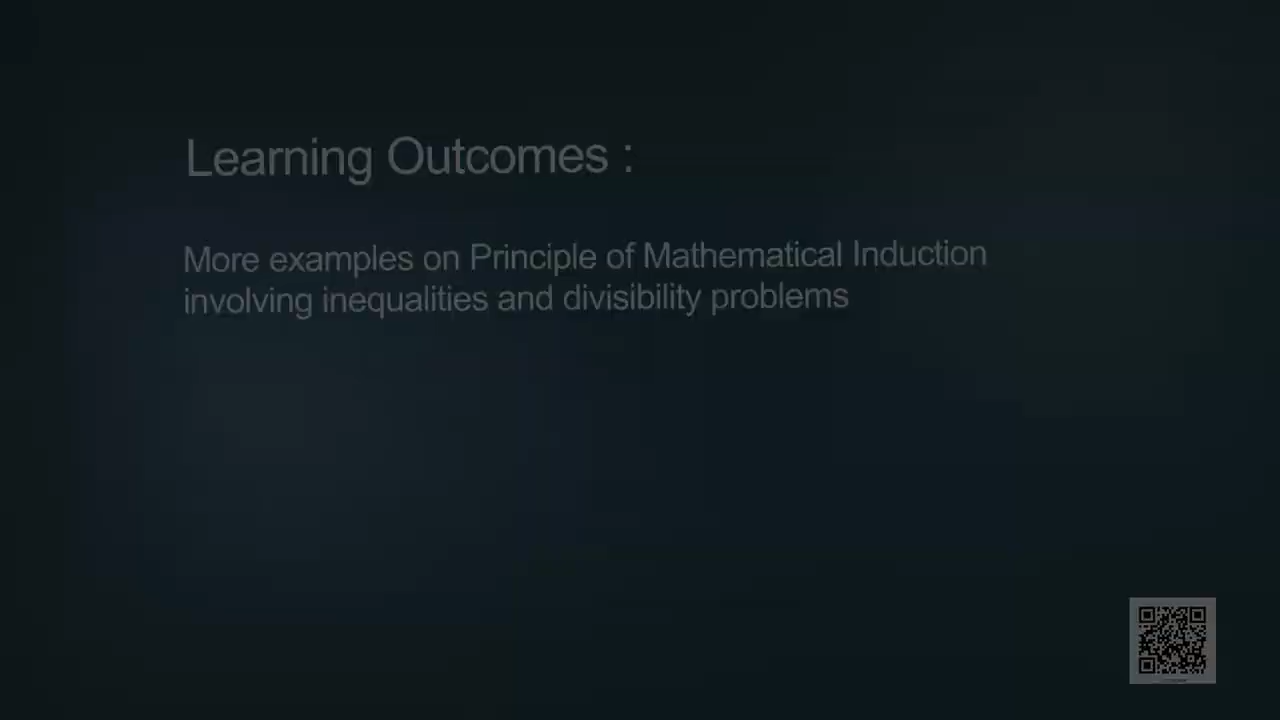 Learning Outcomes :
More examples on Principle of Mathematical Induction
involving inequalities and divisibility problems